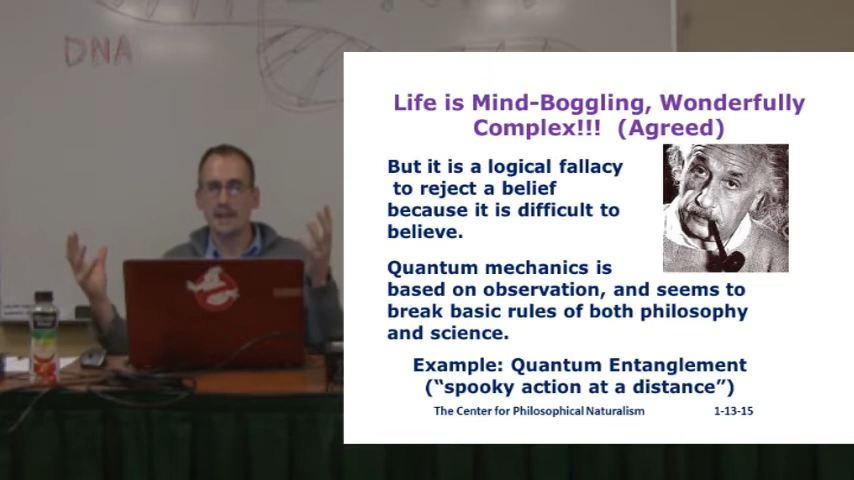 DNA
Life is Mind-Boggling, Wonderfully
Complex!!! (Agreed)
But it is a logical fallacy
to reject a belief
because it is difficult to
believe.
Quantum mechanics is
based on observation, and seems to
break basic rules of both philosophy
and science.
Example: Quantum Entanglement
(“spooky action at a distance”)
The Center for Philosophical Naturalism 1-13-15